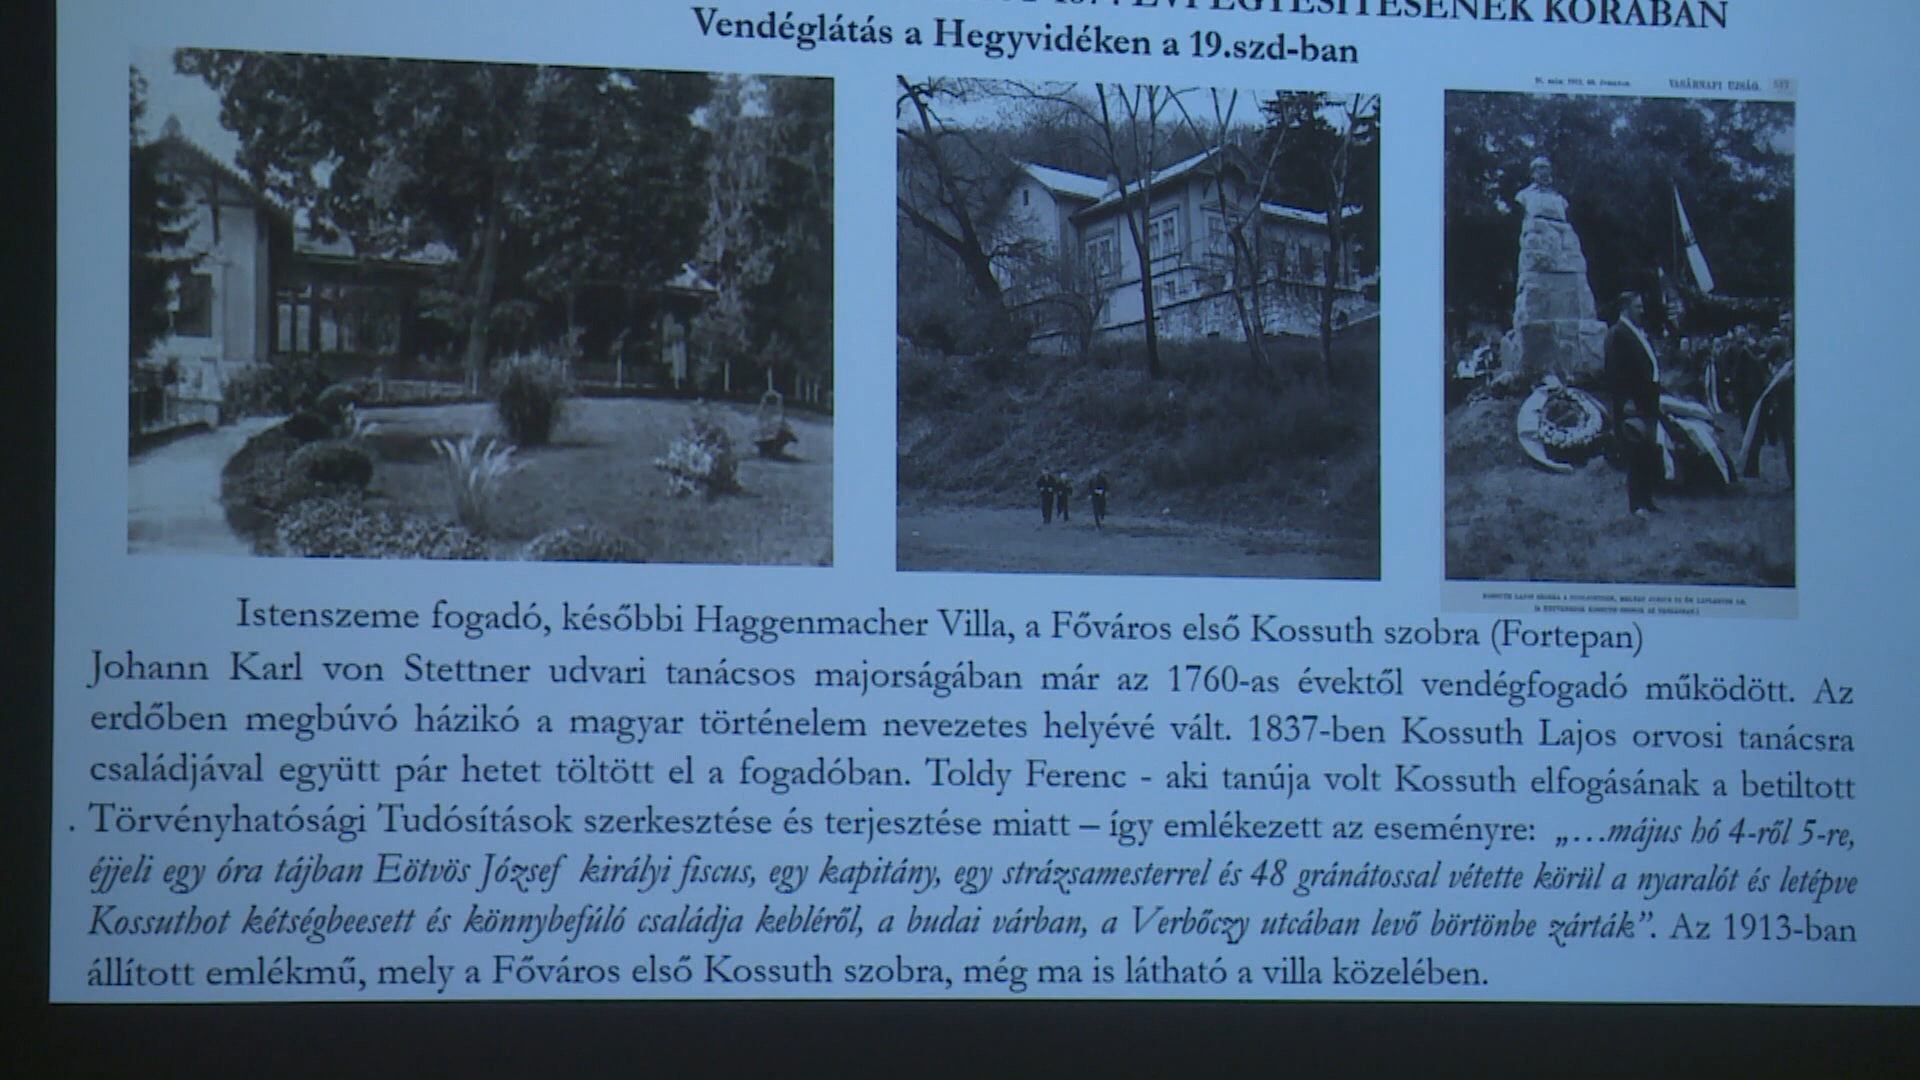 ÉVI EGYESÍTÉSÉNEK KORÁBAN
Vendéglátás a Hegyvidéken a 19.szd-ban
VASÁRNAPI UJSÁG.
Istenszeme fogadó, későbbi Haggenmacher Villa, a Főváros első Kossuth szobra (Fortepan)
Johann Karl von Stettner udvari tanácsos majorságában már az 1760-as évektől vendégfogadó működött. Az
erdőben megbúvó házikó a magyar történelem nevezetes helyévé vált. 1837-ben Kossuth Lajos orvosi tanácsra
családjával együtt pár hetet töltött el a fogadóban. Toldy Ferenc - aki tanúja volt Kossuth elfogásának a betiltott
. Törvényhatósági Tudósítások szerkesztése és terjesztése miatt – így emlékezett az eseményre: „…május hó 4-ről 5-re,
éjjeli egy óra tájban Eötvös József királyi fiscus, egy kapitány, egy strázsamesterrel és 48 gránátossal vétette körül a nyaralót és letépve
Kossuthot kétségbeesett és könnybefúló családja kebléről, a budai várban, a Verbőczy utcában levő börtönbe zárták”. Az 1913-ban
állított emlékmű, mely a Főváros első Kossuth szobra, még ma is látható a villa közelében.